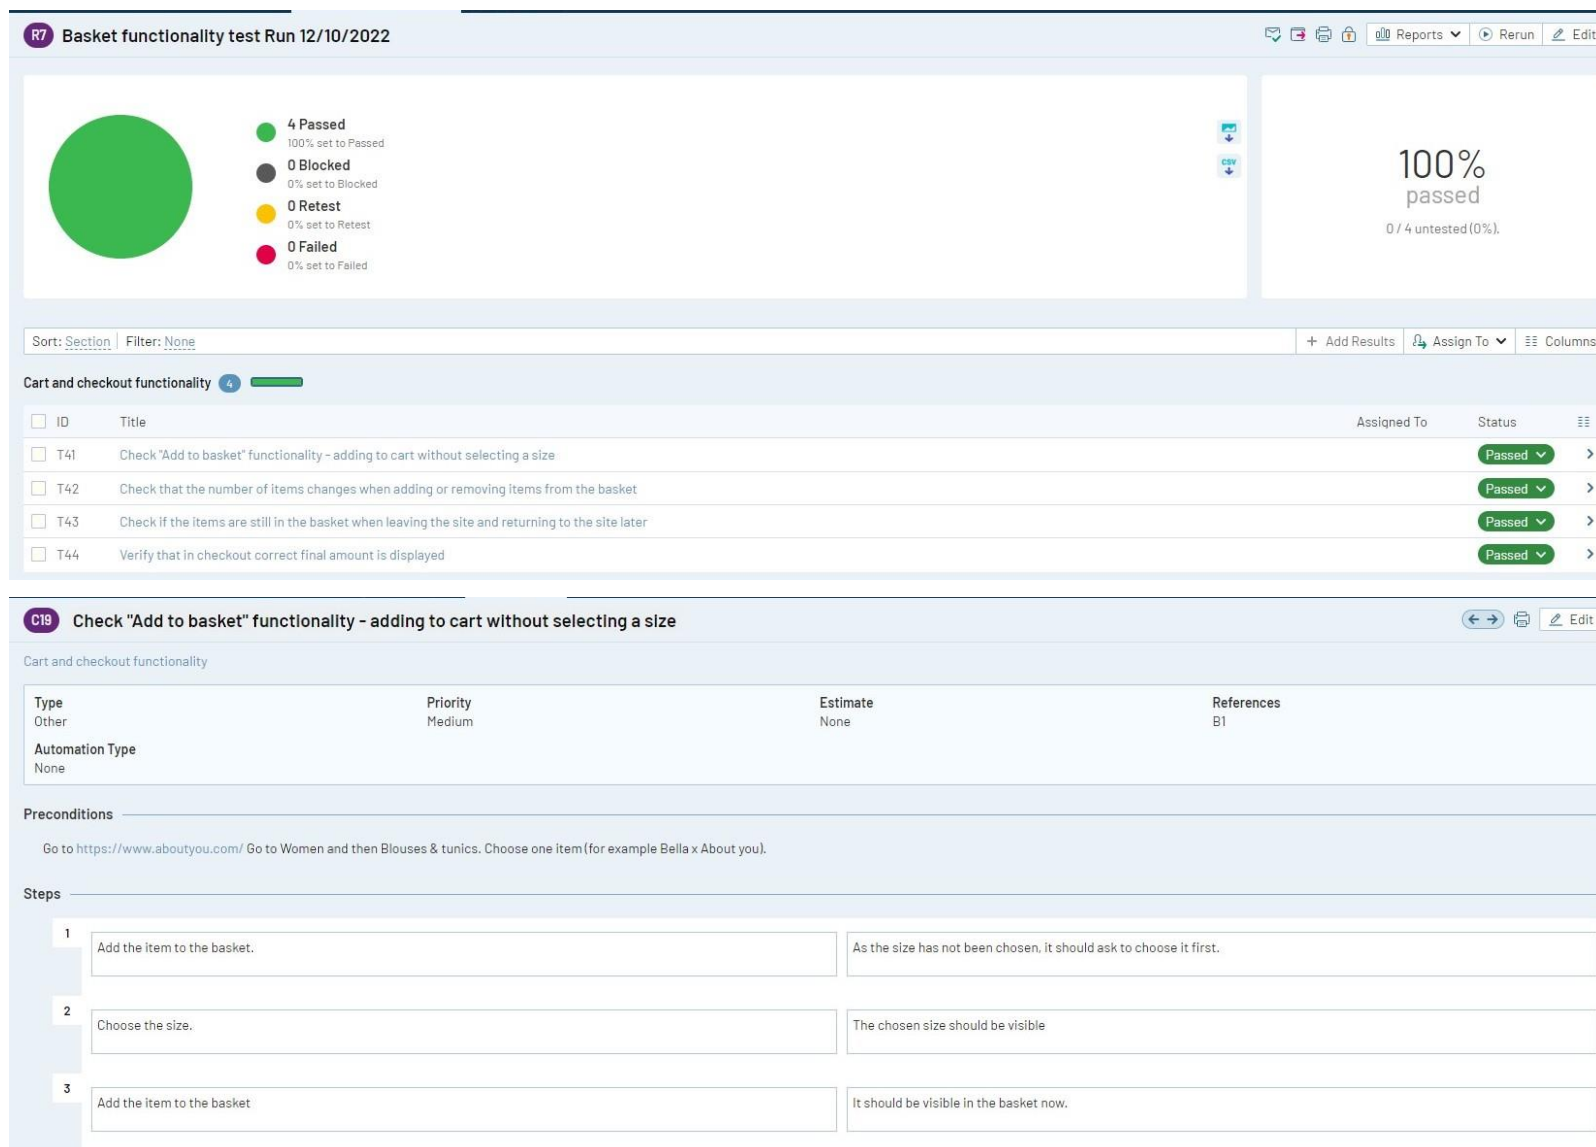 R7 Basket functionality test Run 12/10/2022 Reports Rerun Edit
4 Passed
100% set to Passed
0 Blocked
0% set to Blocked
0 Retest
0% set to Retest
0 Failed
0% set to Failed
CSV
100%
passed
0 / 4 untested (0%).
Sort: Section Filter: None + Add Results Assign To Columns
Cart and checkout functionality 4
ID Title Assigned To Status
T41 Check "Add to basket" functionality - adding to cart without selecting a size Passed
T42 Check that the number of items changes when adding or removing items from the basket Passed
T43 Check if the items are still in the basket when leaving the site and returning to the site later Passed
T44 Verify that in checkout correct final amount is displayed Passed
C19 Check "Add to basket" functionality - adding to cart without selecting a size Edit
Cart and checkout functionality
Type Priority Estimate References
Other Medium None B1
Automation Type
None
Preconditions
Go to https://www.aboutyou.com/ Go to Women and then Blouses & tunics. Choose one item (for example Bella x About you).
Steps
1
Add the item to the basket. As the size has not been chosen, it should ask to choose it first.
2
Choose the size. The chosen size should be visible
3
Add the item to the basket It should be visible in the basket now.